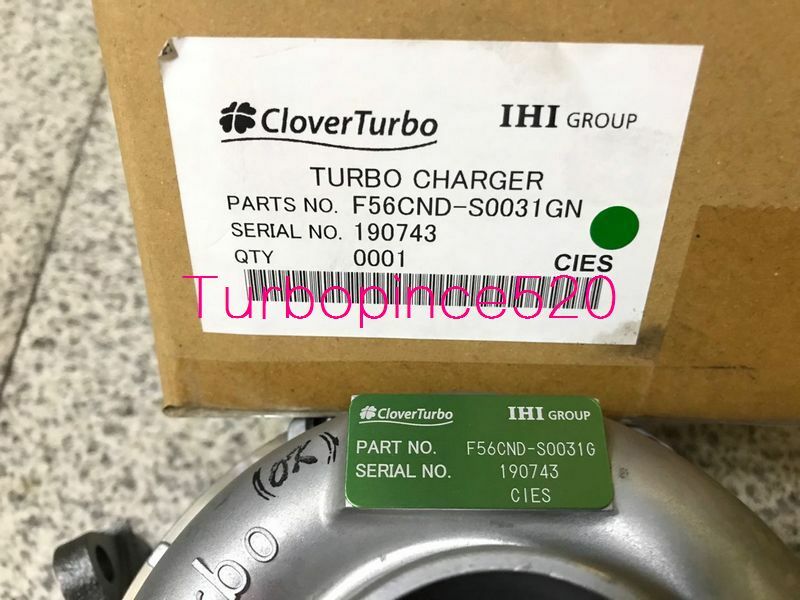 CloverTurbo IHI GROUP
TURBO CHARGER
PARTS NO. F56CND-S0031GN
SERIAL NO. 190743
QTY 0001 CIES
Turbopince520
CloverTurbo IHI GROUP
PART NO. F56CND-S0031G
SERIAL NO. 190743
CIES
(OK)
rbo